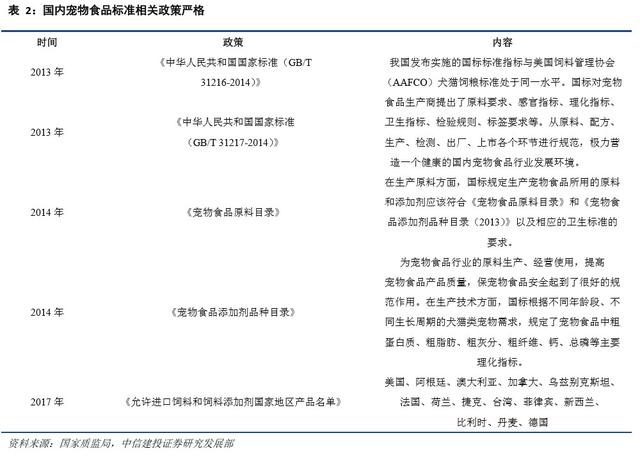 表 2：国内宠物食品标准相关政策严格
时间 政策 内容
2013 年
《中华人民共和国国家标准（GB/T
31216-2014）》
2013 年
《中华人民共和国国家标准
（GB/T 31217-2014）》
我国发布实施的国标标准指标与美国饲料管理协会
（AAFCO）犬猫饲粮标准处于同一水平。国标对宠物
食品生产商提出了原料要求、感官指标、理化指标、
卫生指标、检验规则、标签要求等。从原料、配方、
生产、检测、出厂、上市各个环节进行规范，极力营
造一个健康的国内宠物食品行业发展环境。
2014 年
《宠物食品原料目录》
在生产原料方面，国标规定生产宠物食品所用的原料
和添加剂应该符合《宠物食品原料目录》和《宠物食
品添加剂品种目录（2013）》以及相应的卫生标准的
要求。
2014 年
《宠物食品添加剂品种目录》
为宠物食品行业的原料生产、经营使用，提高
宠物食品产品质量，保宠物食品安全起到了很好的规
范作用。在生产技术方面，国标根据不同年龄段、不
同生长周期的犬猫类宠物需求，规定了宠物食品中粗
蛋白质、粗脂肪、粗灰分、粗纤维、钙、总磷等主要
理化指标。
2017 年
《允许进口饲料和饲料添加剂国家地区产品名单》
美国、阿根廷、澳大利亚、加拿大、乌兹别克斯坦、
法国、荷兰、捷克、台湾、菲律宾、新西兰、
比利时、丹麦、德国
资料来源：国家质监局，中信建投证券研究发展部